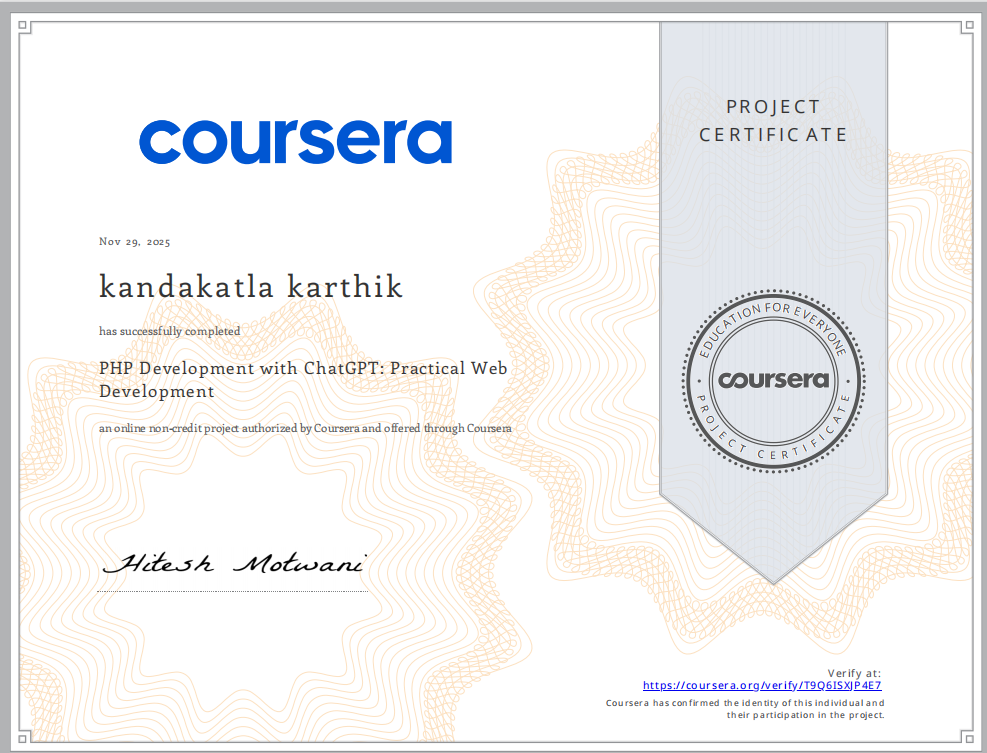 coursera
PROJECT
CERTIFICATE
Nov 29, 2025
kandakatla karthik
has successfully completed
PHP Development with ChatGPT: Practical Web
Development
an online non-credit project authorized by Coursera and offered through Coursera
EDUCATION FOR EVERYONE
coursera
PROJECT CERTIFICATE
Hitesh Motwani
Verify at:
https://coursera.org/verify/T9Q6ISXJP4E7
Coursera has confirmed the identity of this individual and
their participation in the project.